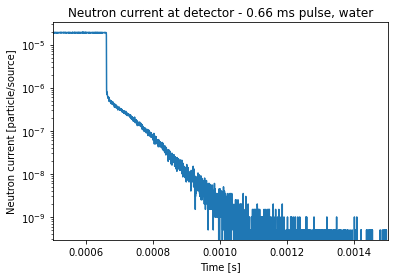 Neutron current at detector - 0.66 ms pulse, water
Neutron current [particle/source]
10⁻⁵
10⁻⁶
10⁻⁷
10⁻⁸
10⁻⁹
0.0006 0.0008 0.0010 0.0012 0.0014
Time [s]